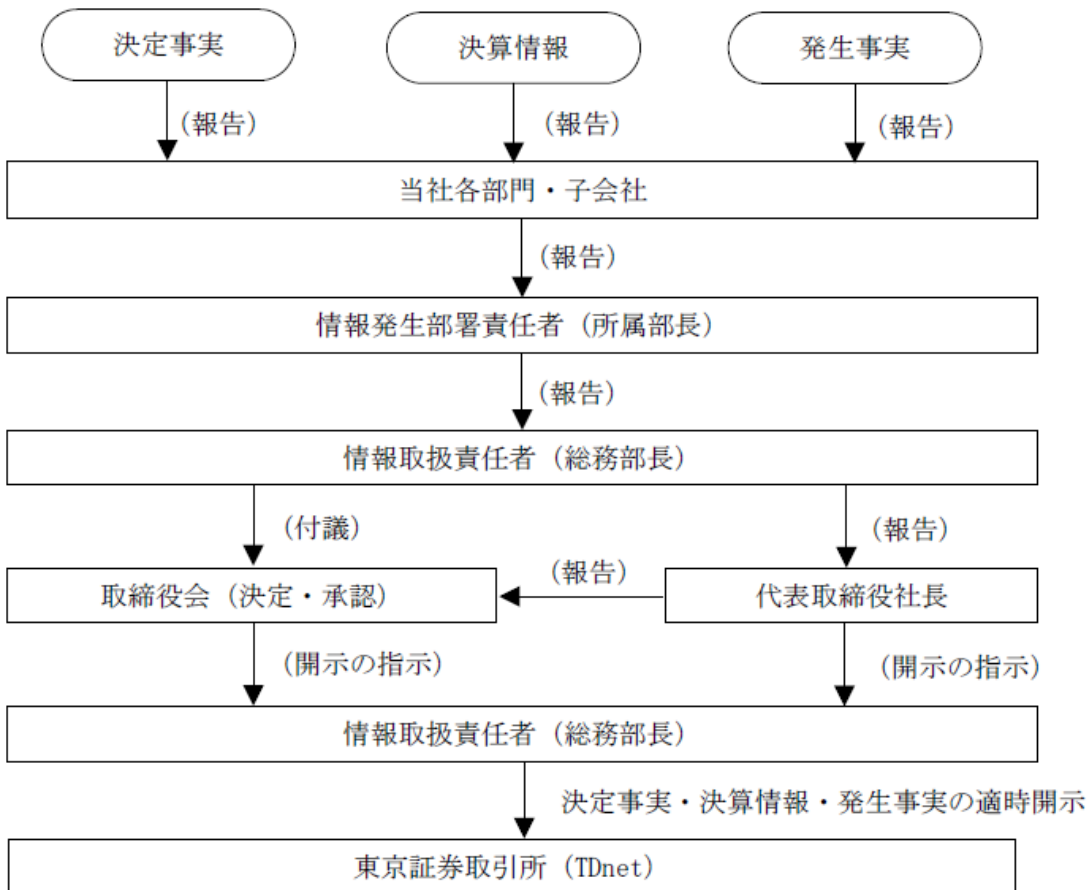 決定事実
決算情報
発生事実
(報告)
(報告)
(報告)
当社各部門・子会社
(報告)
情報発生部署責任者（所属部長）
(報告)
情報取扱責任者（総務部長）
(付議)
(報告)
取締役会（決定・承認）
(報告)
代表取締役社長
(開示の指示)
(開示の指示)
情報取扱責任者（総務部長）
決定事実・決算情報・発生事実の適時開示
東京証券取引所（TDnet）